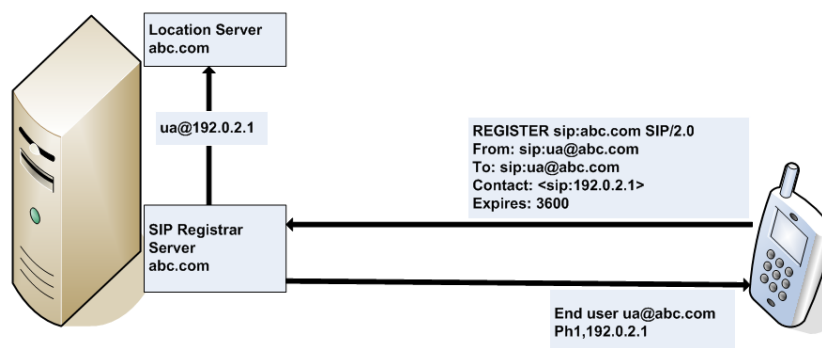 Location Server
abc.com
ua@192.0.2.1
REGISTER sip:abc.com SIP/2.0
From: sip:ua@abc.com
To: sip:ua@abc.com
Contact: <sip:192.0.2.1>
Expires: 3600
SIP Registrar
Server
abc.com
End user ua@abc.com
Ph1,192.0.2.1